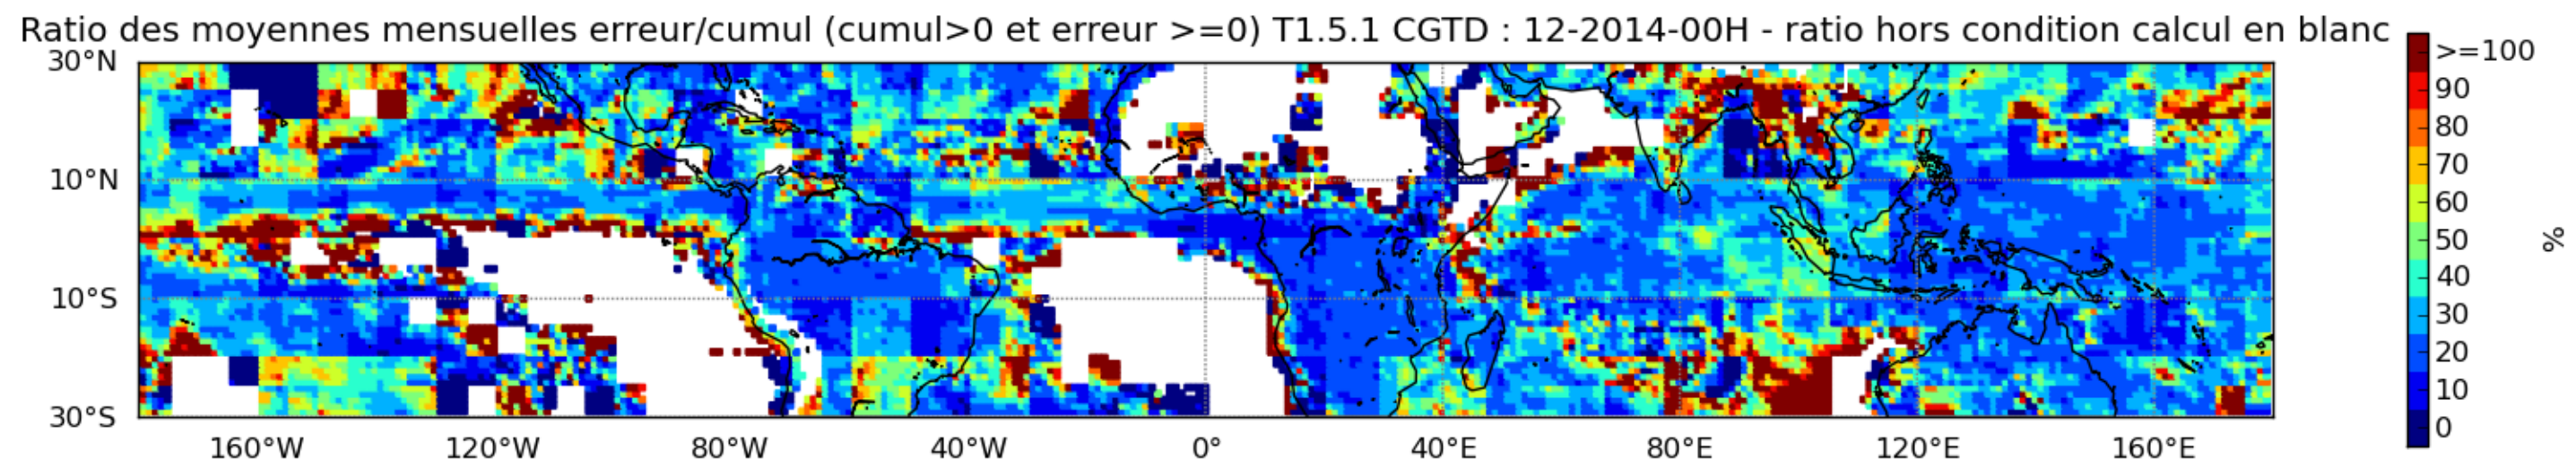 Ratio des moyennes mensuelles erreur/cumul (cumul>0 et erreur >=0) T1.5.1 CGTD : 12-2014-00H - ratio hors condition calcul en blanc
30°N
10°N
10°S
30°S
160°W 120°W 80°W 40°W 0° 40°E 80°E 120°E 160°E
>=100
90
80
70
60
50
40
30
20
10
0
%